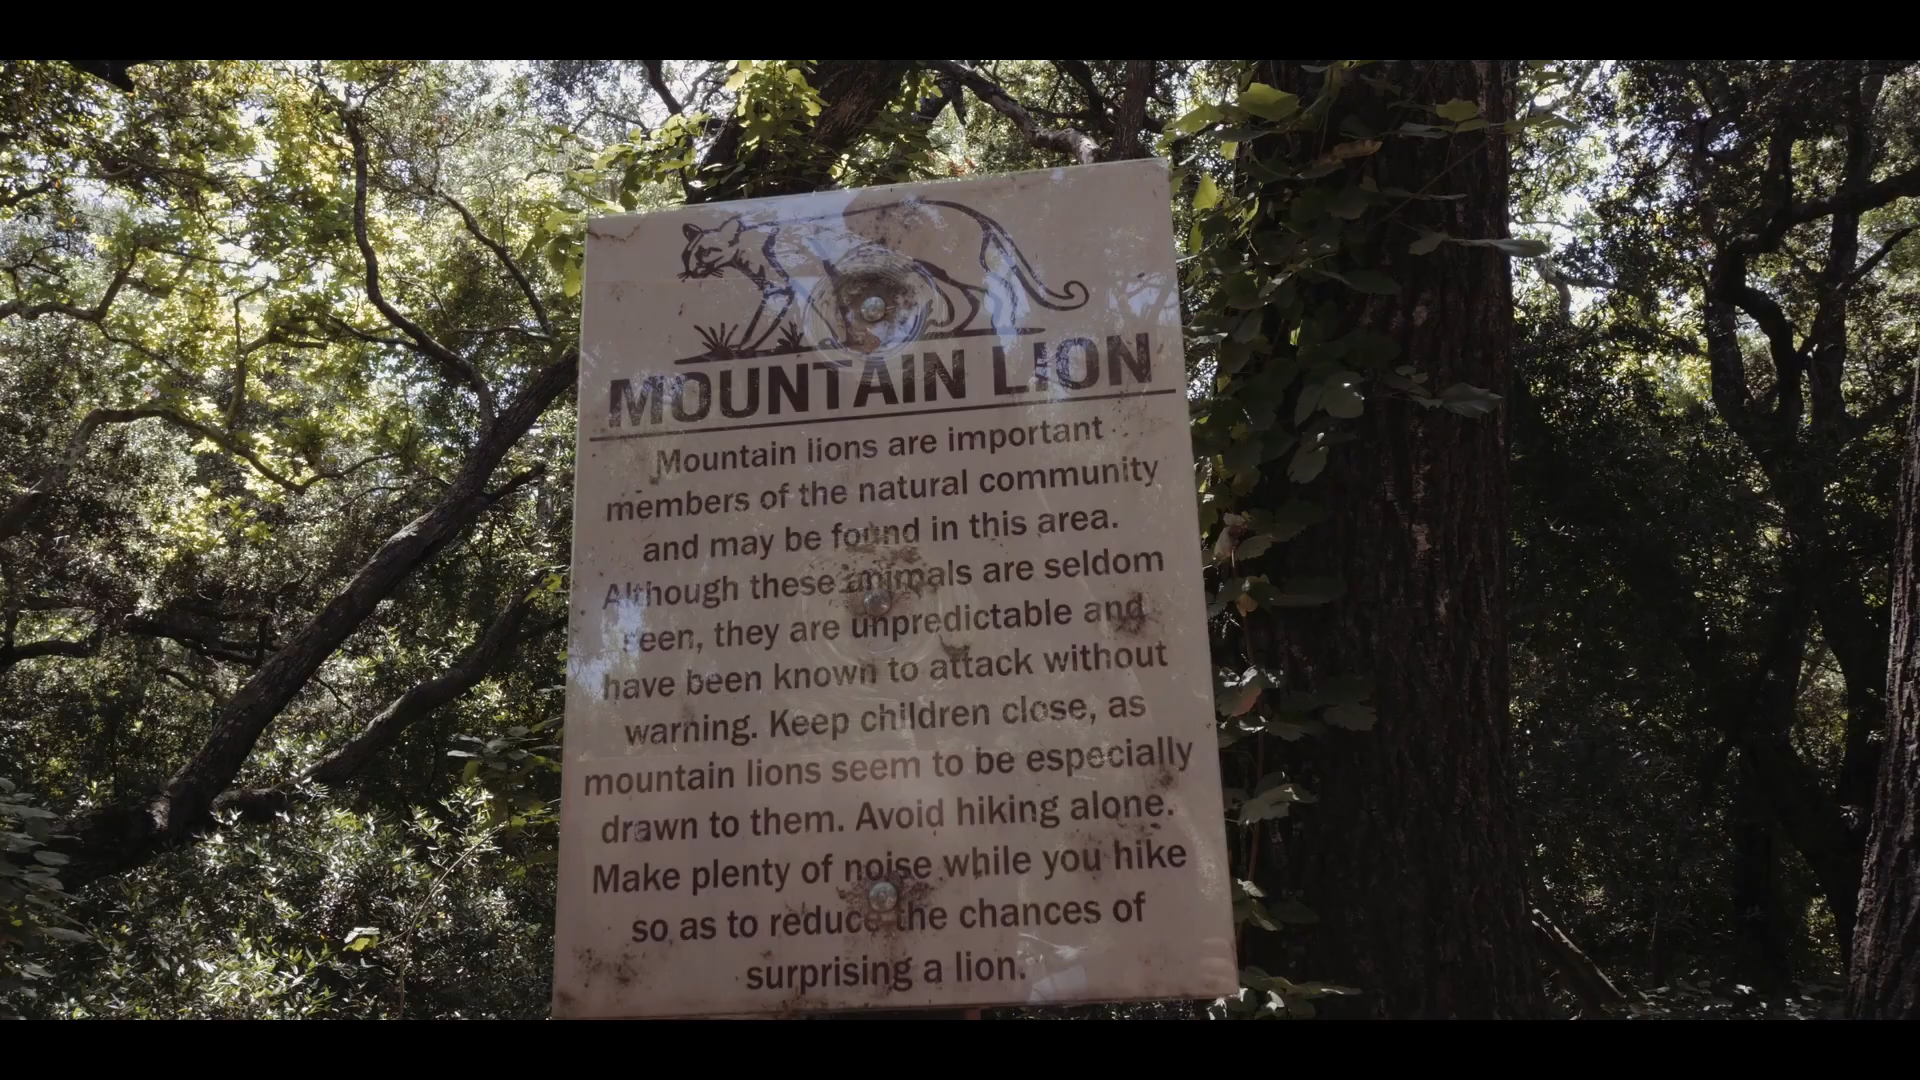 MOUNTAIN LION
Mountain lions are important
members of the natural community
and may be found in this area.
Although these animals are seldom
seen, they are unpredictable and
have been known to attack without
warning. Keep children close, as
mountain lions seem to be especially
drawn to them. Avoid hiking alone.
Make plenty of noise while you hike
so as to reduce the chances of
surprising a lion.